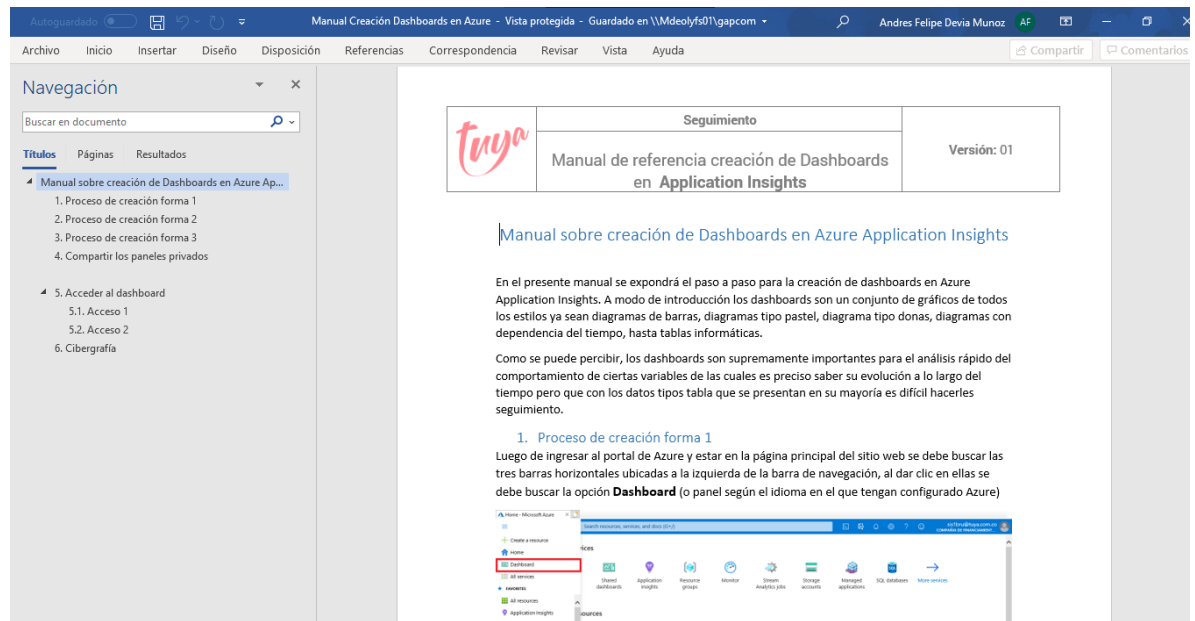 Autoguardado
Manual Creación Dashboards en Azure - Vista protegida - Guardado en \\Mdeolyfs01\gapcom
Andres Felipe Devia Munoz AF
Archivo Inicio Insertar Diseño Disposición Referencias Correspondencia Revisar Vista Ayuda
Compartir Comentarios
Navegación
Buscar en documento
Títulos Páginas Resultados
Manual sobre creación de Dashboards en Azure Ap...
1. Proceso de creación forma 1
2. Proceso de creación forma 2
3. Proceso de creación forma 3
4. Compartir los paneles privados
5. Acceder al dashboard
5.1. Acceso 1
5.2. Acceso 2
6. Cibergrafía
tuya
Seguimiento
Manual de referencia creación de Dashboards
en Application Insights
Versión: 01
Manual sobre creación de Dashboards en Azure Application Insights
En el presente manual se expondrá el paso a paso para la creación de dashboards en Azure
Application Insights. A modo de introducción los dashboards son un conjunto de gráficos de todos
los estilos ya sean diagramas de barras, diagramas tipo pastel, diagrama tipo donas, diagramas con
dependencia del tiempo, hasta tablas informáticas.
Como se puede percibir, los dashboards son supremamente importantes para el análisis rápido del
comportamiento de ciertas variables de las cuales es preciso saber su evolución a lo largo del
tiempo pero que con los datos tipos tabla que se presentan en su mayoría es difícil hacerles
seguimiento.
1. Proceso de creación forma 1
Luego de ingresar al portal de Azure y estar en la página principal del sitio web se debe buscar las
tres barras horizontales ubicadas a la izquierda de la barra de navegación, al dar clic en ellas se
debe buscar la opción Dashboard (o panel según el idioma en el que tengan configurado Azure)
Home - Microsoft Azure
Search resources, services, and docs (G+/)
Create a resource
Home
Dashboard
All services
FAVORITES
All resources
Application Insights
ices
Shared dashboards
Application Insights
Resource groups
Monitor
Stream Analytics jobs
Storage accounts
Managed applications
SQL databases
More services
ources